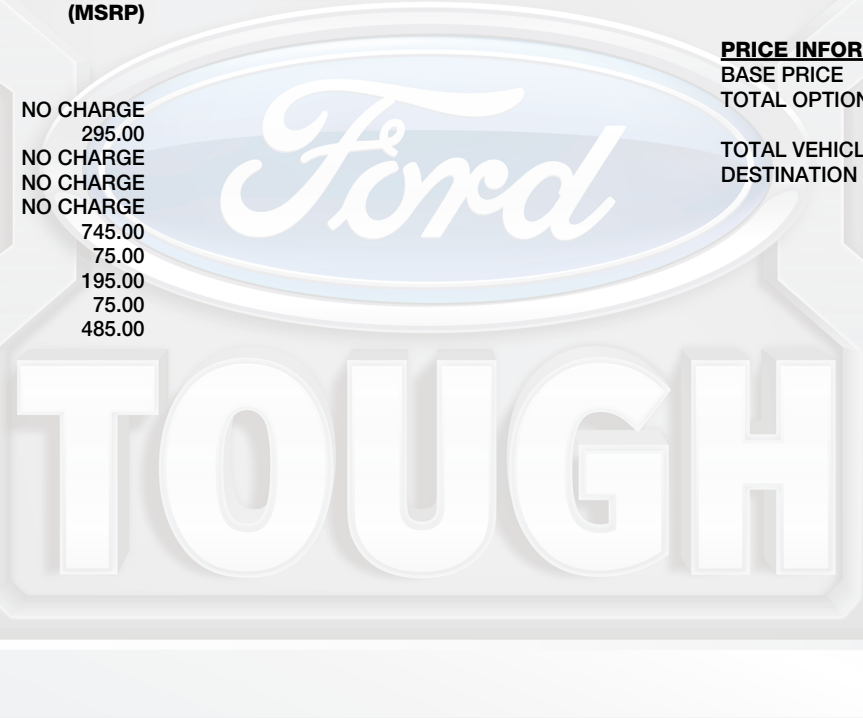 (MSRP)
NO CHARGE
295.00
NO CHARGE
NO CHARGE
NO CHARGE
745.00
75.00
195.00
75.00
485.00
PRICE INFOR
BASE PRICE
TOTAL OPTION
TOTAL VEHICL
DESTINATION
Ford
TOUGH